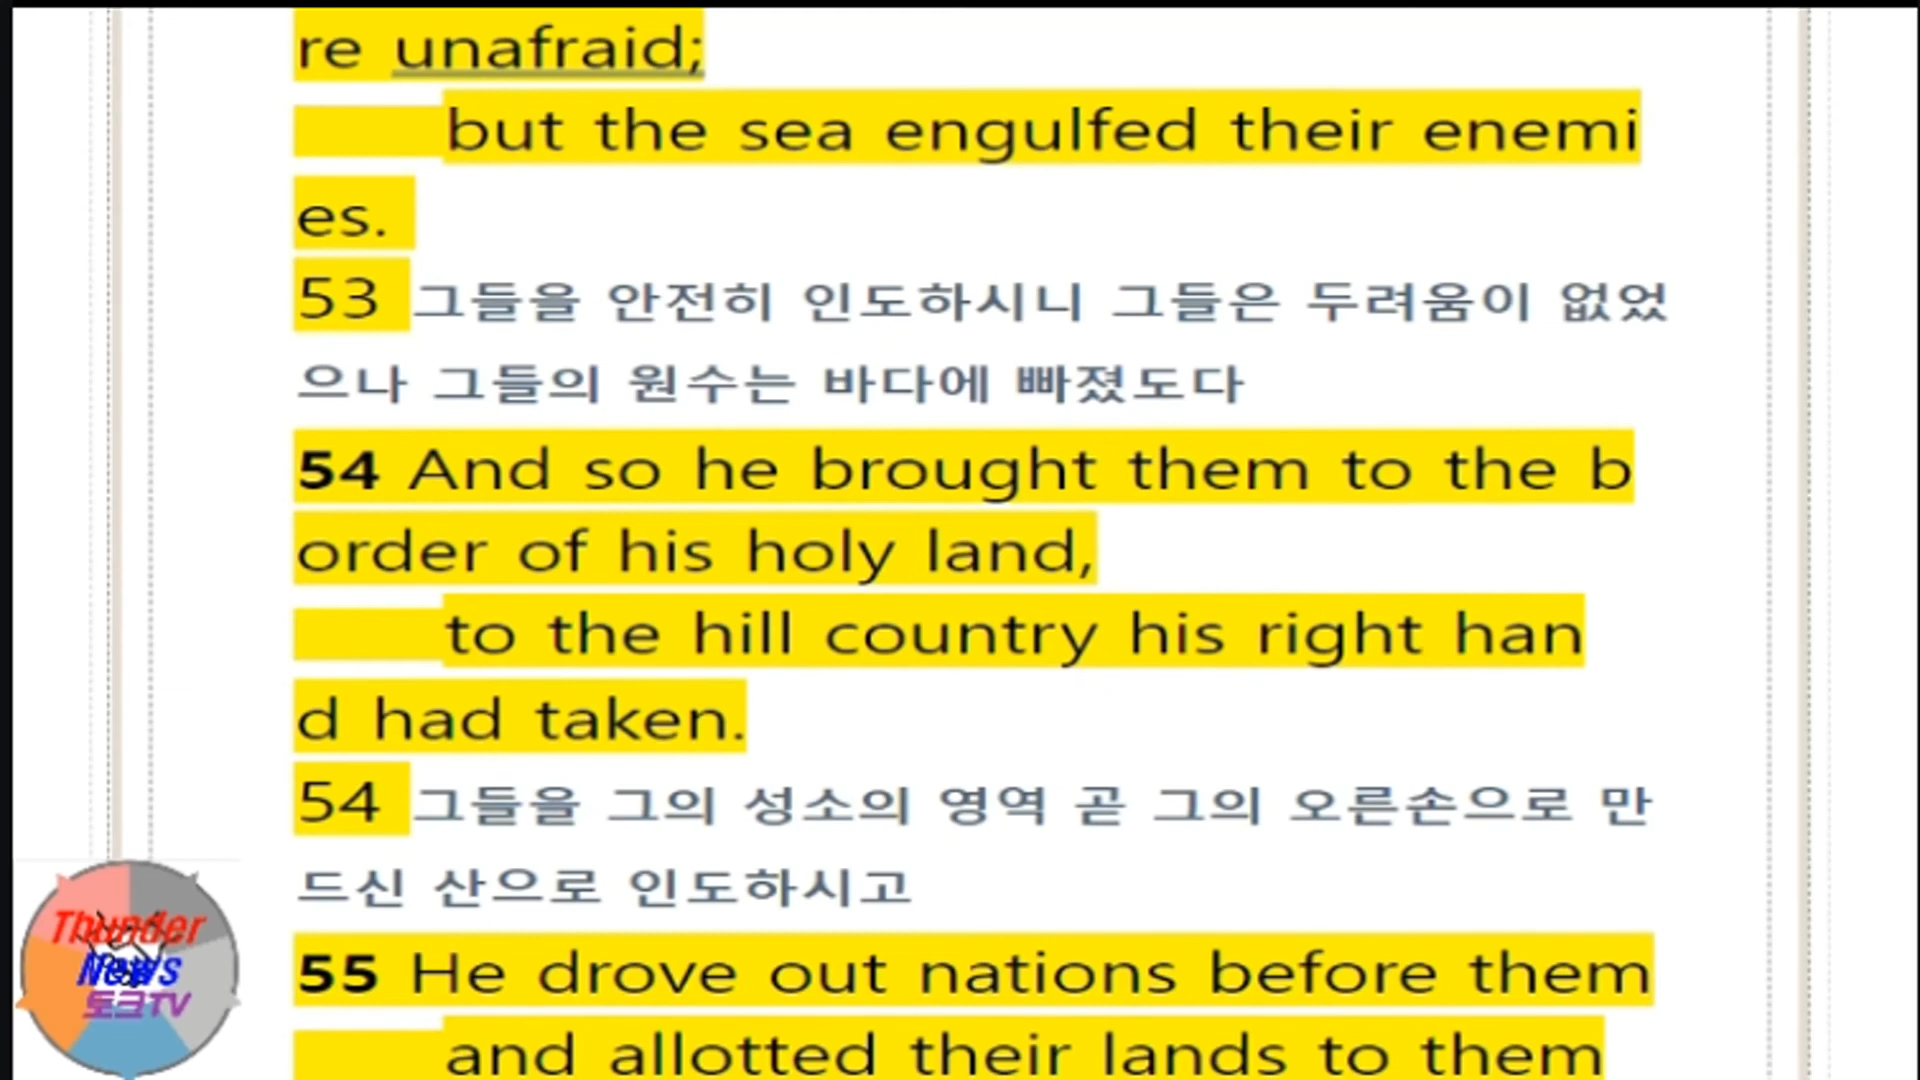 re unafraid;
but the sea engulfed their enemi
es.
53 그들을 안전히 인도하시니 그들은 두려움이 없었
으나 그들의 원수는 바다에 빠졌도다
54 And so he brought them to the b
order of his holy land,
to the hill country his right han
d had taken.
54 그들을 그의 성소의 영역 곧 그의 오른손으로 만
드신 산으로 인도하시고
55 He drove out nations before them
and allotted their lands to them
Thunder
News
토크TV